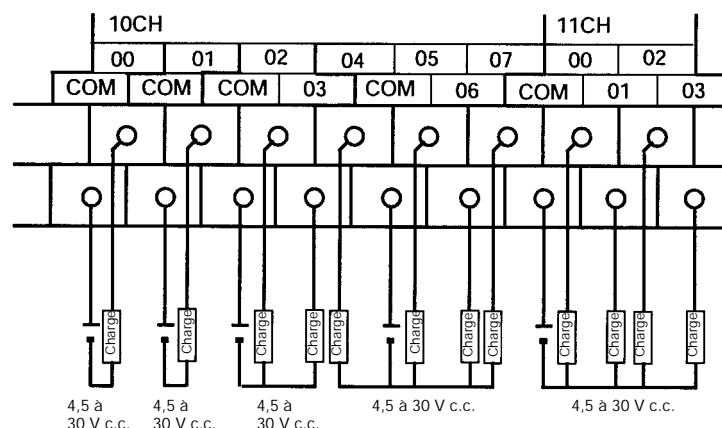 10CH 11CH
00 01 02 04 05 07 00 02
COM COM COM 03 COM 06 COM 01 03
Charge Charge Charge Charge Charge Charge Charge Charge Charge Charge Charge Charge
4,5 à 4,5 à 4,5 à 4,5 à 30 V c.c. 4,5 à 30 V c.c.
30 V c.c. 30 V c.c. 30 V c.c.